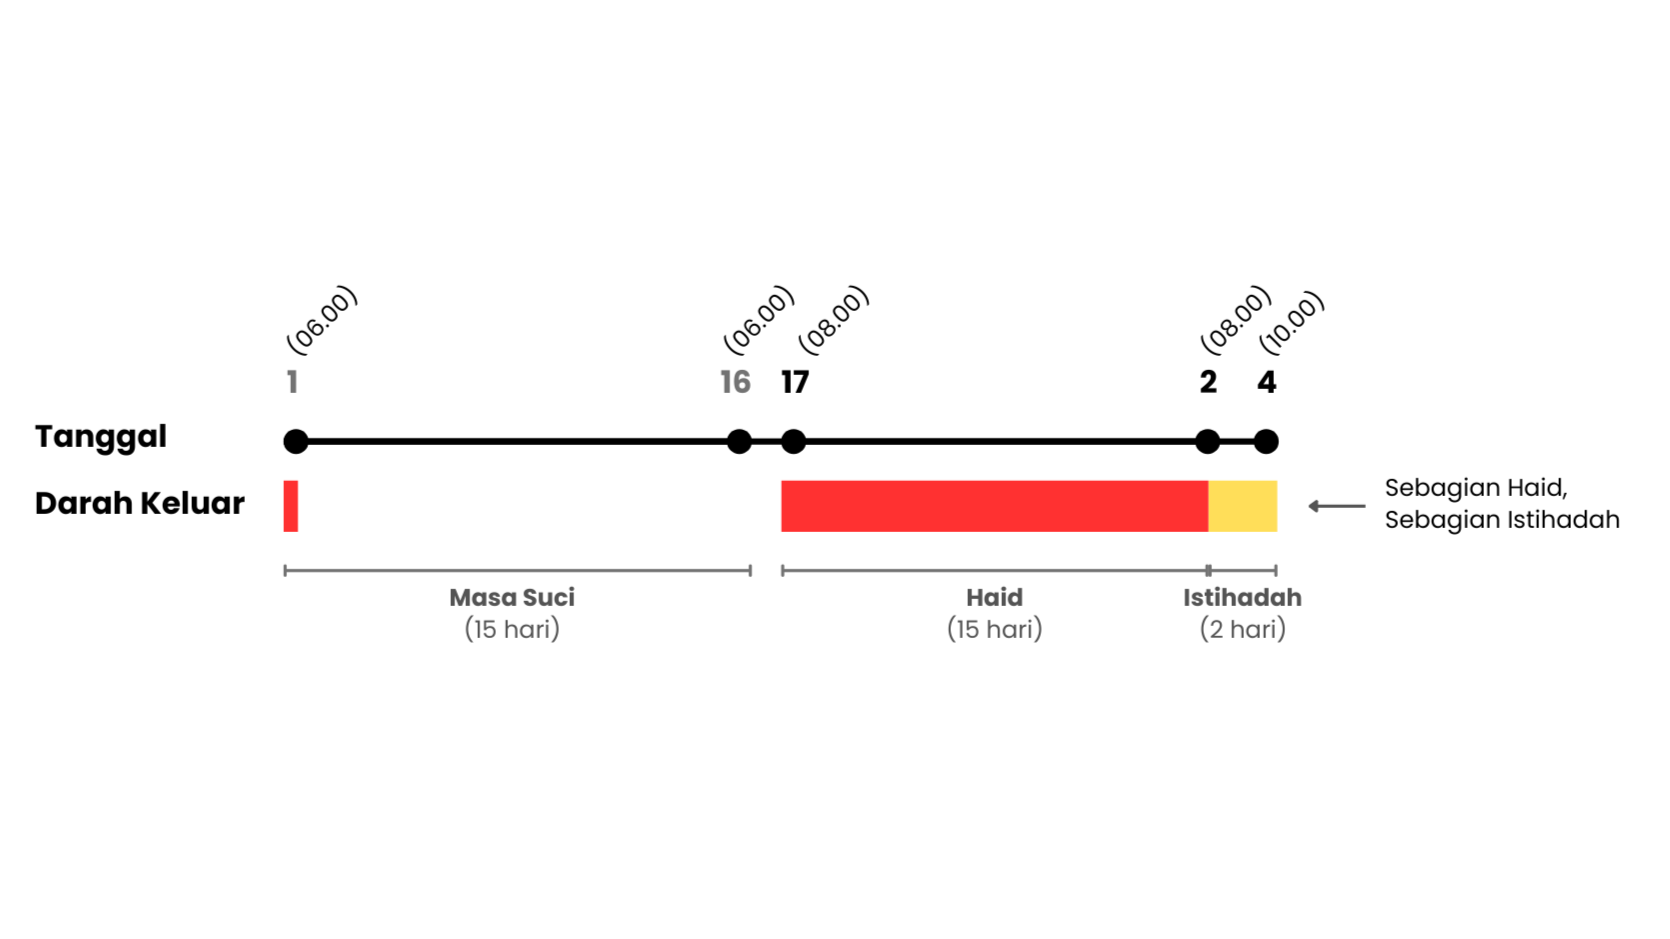 (06.00) (06.00) (08.00) (08.00) (10.00)
1 16 17 2 4
Tanggal
Darah Keluar
Sebagian Haid,
Sebagian Istihadah
Masa Suci Haid Istihadah
(15 hari) (15 hari) (2 hari)